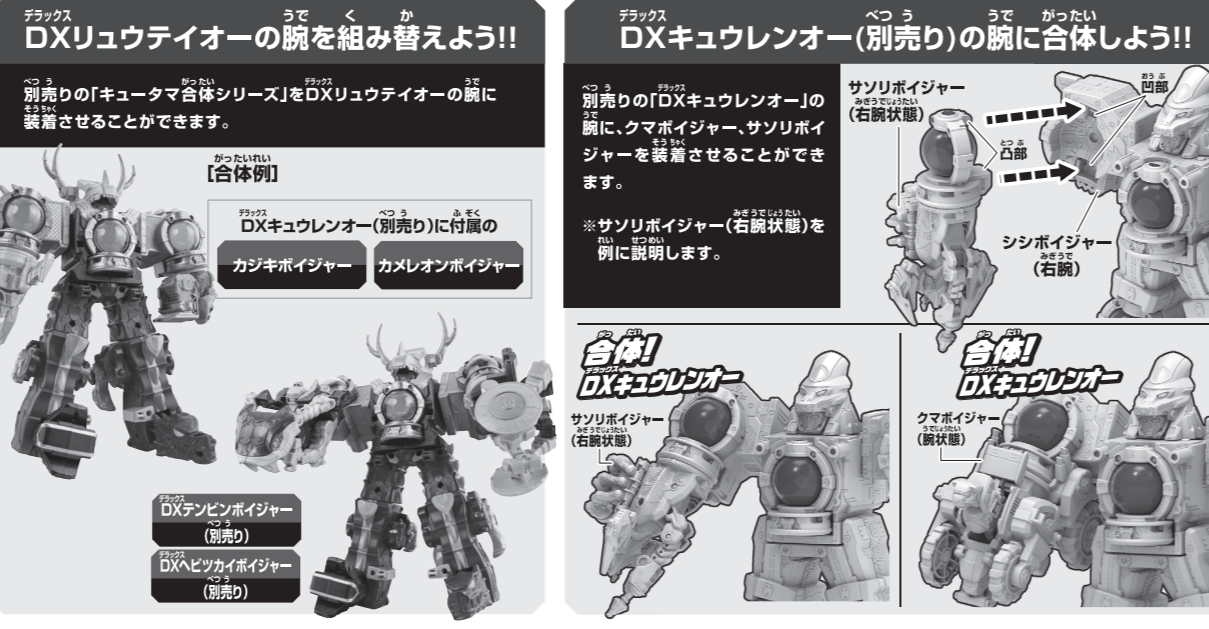 DXリュウテイオーの腕を組み替えよう!!
別売りの「キュータマ合体シリーズ」をDXリュウテイオーの腕に
装着させることができます。
[合体例]
DXキュウレンオー(別売り)に付属の
カジキボイジャー
カメレオンボイジャー
DXテンビンボイジャー
(別売り)
DXヘビツカイボイジャー
(別売り)
DXキュウレンオー(別売り)の腕に合体しよう!!
別売りの「DXキュウレンオー」の
腕に、クマボイジャー、サソリボイ
ジャーを装着させることができ
ます。
※サソリボイジャー(右腕状態)を
例に説明します。
サソリボイジャー
(右腕状態)
凹部
凸部
シシボイジャー
(右腕)
合体!
DXキュウレンオー
サソリボイジャー
(右腕状態)
合体!
DXキュウレンオー
クマボイジャー
(腕状態)